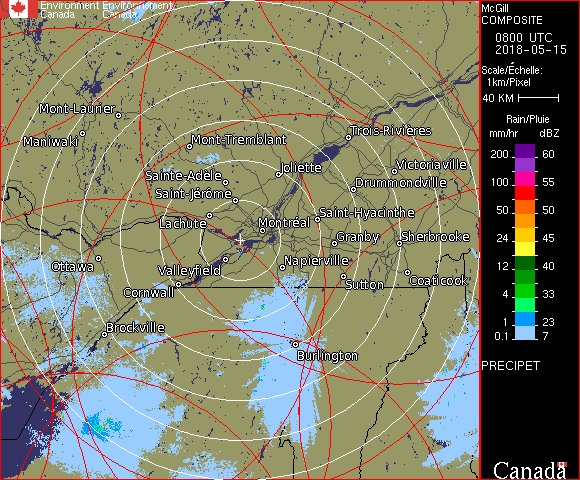 Environment Environnement
Canada Canada
McGill
COMPOSITE
0800 UTC
2018-05-15
Scale/Échelle:
1km/Pixel
40 KM
Rain/Pluie
mm/hr dBZ
200 60
100 55
50 50
24 45
12 40
4 33
1 23
0.1 7
PRECIPET
Canada
Mont-Laurier
Maniwaki
Mont-Tremblant
Trois-Rivières
Joliette
Victoriaville
Sainte-Adèle
Drummondville
Saint-Jérôme
Saint-Hyacinthe
Lachute
Montréal
Granby
Sherbrooke
Ottawa
Valleyfield
Napierville
Cornwall
Sutton
Coaticook
Brockville
Burlington